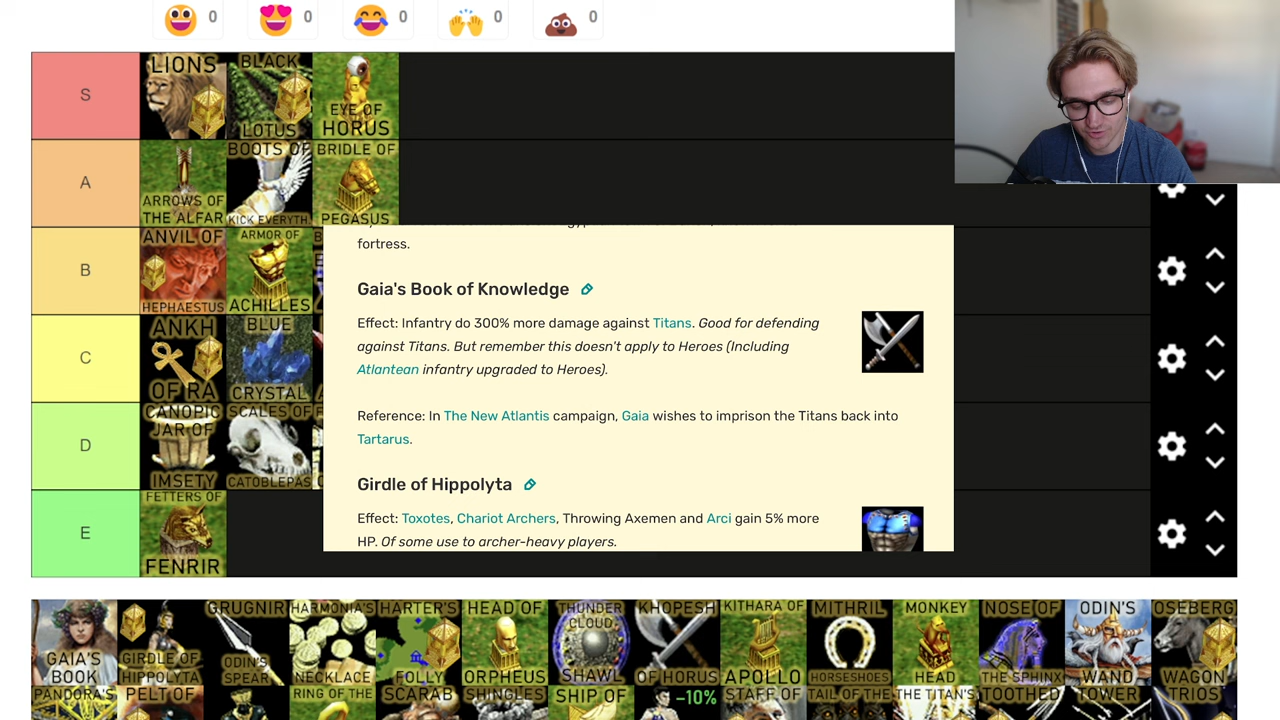 0 0 0 0 0
S
LIONS
BLACK
LOTUS
EYE OF
HORUS
A
ARROWS OF
THE ALFAR
BOOTS OF
KICK EVERYTH
BRIDLE OF
PEGASUS
B
ANVIL OF
HEPHAESTUS
ARMOR OF
ACHILLES
C
ANKH
OF RA
BLUE
CRYSTAL
D
CANOPIC
JAR OF
IMSETY
SCALES OF
CATOBLEPAS
E
FETTERS OF
FENRIR
fortress.
Gaia's Book of Knowledge
Effect: Infantry do 300% more damage against Titans. Good for defending
against Titans. But remember this doesn't apply to Heroes (Including
Atlantean infantry upgraded to Heroes).
Reference: In The New Atlantis campaign, Gaia wishes to imprison the Titans back into
Tartarus.
Girdle of Hippolyta
Effect: Toxotes, Chariot Archers, Throwing Axemen and Arci gain 5% more
HP. Of some use to archer-heavy players.
GAIA'S
BOOK
GIRDLE OF
HIPPOLYTA
GRUGNIR
ODIN'S
SPEAR
HARMONIA'S
NECKLACE
HARTER'S
FOLLY
HEAD OF
ORPHEUS
THUNDER
CLOUD
SHAWL
KHOPESH
OF HORUS
KITHARA OF
APOLLO
MITHRIL
HORSESHOES
MONKEY
HEAD
NOSE OF
THE SPHINX
ODIN'S
WAND
OSEBERG
WAGON
PANDORA'S
PELT OF
RING OF THE
SCARAB
SHINGLES
SHIP OF
-10%
STAFF OF
TAIL OF THE
THE TITAN'S
TOOTHED
TOWER
TRIOS